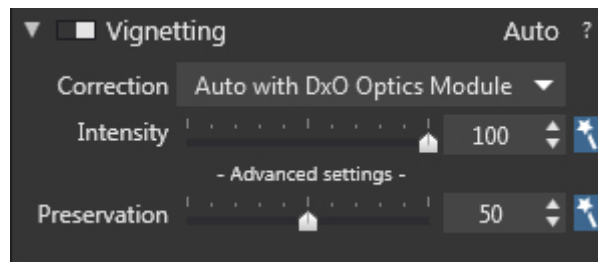 Vignetting Auto ?
Correction Auto with DxO Optics Module
Intensity 100
- Advanced settings -
Preservation 50